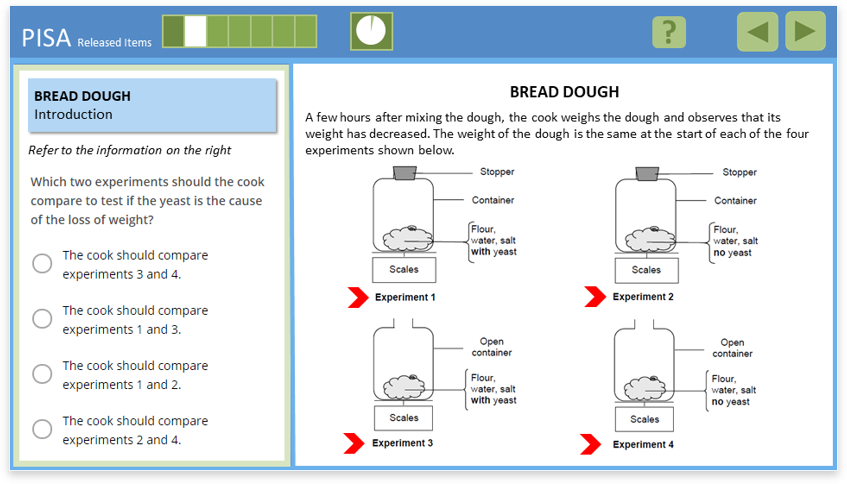 PISA Released Items
?
BREAD DOUGH
Introduction
Refer to the information on the right
Which two experiments should the cook
compare to test if the yeast is the cause
of the loss of weight?
The cook should compare
experiments 3 and 4.
The cook should compare
experiments 1 and 3.
The cook should compare
experiments 1 and 2.
The cook should compare
experiments 2 and 4.
BREAD DOUGH
A few hours after mixing the dough, the cook weighs the dough and observes that its
weight has decreased. The weight of the dough is the same at the start of each of the four
experiments shown below.
Stopper
Container
Flour,
water, salt
with yeast
Scales
Experiment 1
Stopper
Container
Flour,
water, salt
no yeast
Scales
Experiment 2
Open
container
Flour,
water, salt
with yeast
Scales
Experiment 3
Open
container
Flour,
water, salt
no yeast
Scales
Experiment 4